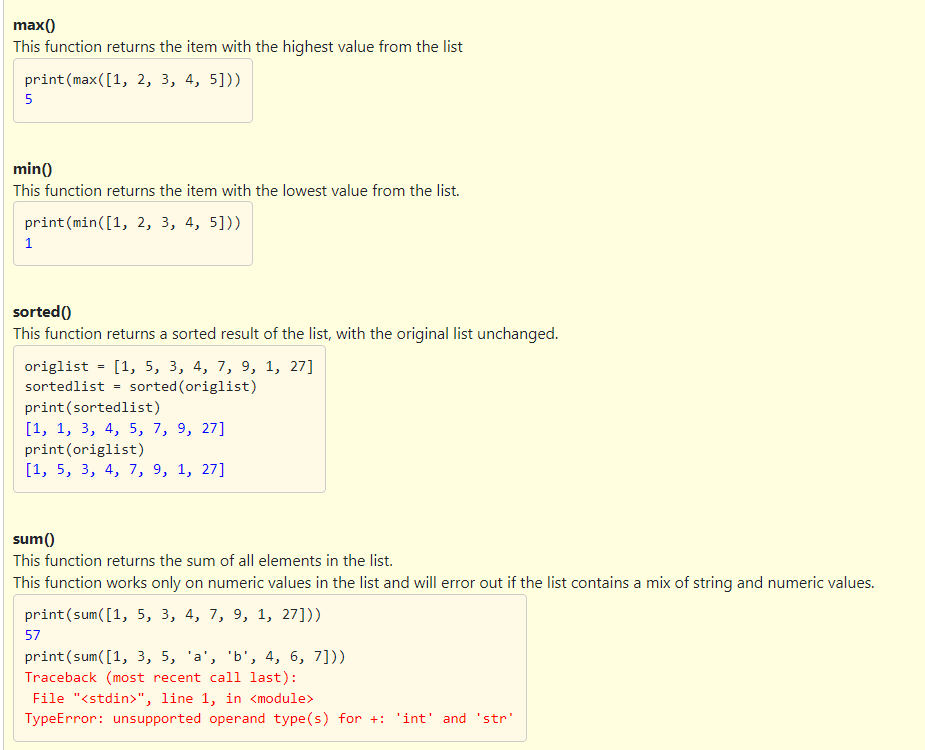 max()
This function returns the item with the highest value from the list
print(max([1, 2, 3, 4, 5]))
5
min()
This function returns the item with the lowest value from the list.
print(min([1, 2, 3, 4, 5]))
1
sorted()
This function returns a sorted result of the list, with the original list unchanged.
origlist = [1, 5, 3, 4, 7, 9, 1, 27]
sortedlist = sorted(origlist)
print(sortedlist)
[1, 1, 3, 4, 5, 7, 9, 27]
print(origlist)
[1, 5, 3, 4, 7, 9, 1, 27]
sum()
This function returns the sum of all elements in the list.
This function works only on numeric values in the list and will error out if the list contains a mix of string and numeric values.
print(sum([1, 5, 3, 4, 7, 9, 1, 27]))
57
print(sum([1, 3, 5, 'a', 'b', 4, 6, 7]))
Traceback (most recent call last):
 File "<stdin>", line 1, in <module>
TypeError: unsupported operand type(s) for +: 'int' and 'str'